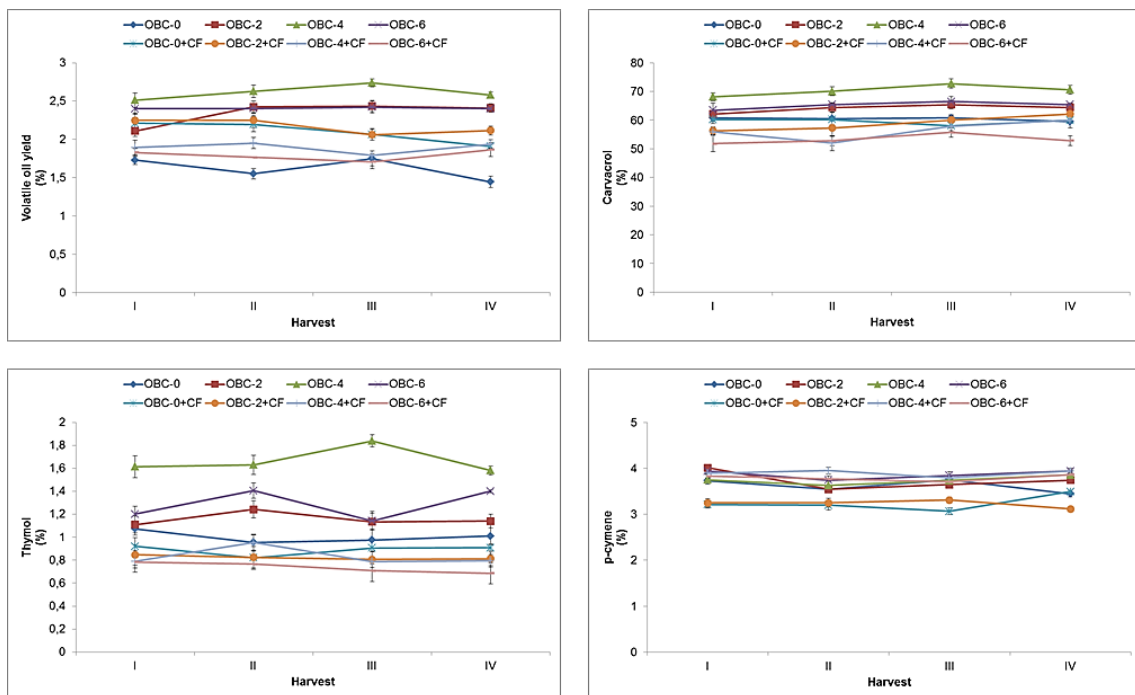 OBC-0 OBC-2 OBC-4 OBC-6
OBC-0+CF OBC-2+CF OBC-4+CF OBC-6+CF
3
2,5
2
1,5
1
0,5
0
Volatile oil yield
(%)
I II III IV
Harvest
OBC-0 OBC-2 OBC-4 OBC-6
OBC-0+CF OBC-2+CF OBC-4+CF OBC-6+CF
80
70
60
50
40
30
20
10
0
Carvacrol
(%)
I II III IV
Harvest
OBC-0 OBC-2 OBC-4 OBC-6
OBC-0+CF OBC-2+CF OBC-4+CF OBC-6+CF
2
1,8
1,6
1,4
1,2
1
0,8
0,6
0,4
0,2
0
Thymol
(%)
I II III IV
Harvest
OBC-0 OBC-2 OBC-4 OBC-6
OBC-0+CF OBC-2+CF OBC-4+CF OBC-6+CF
5
4
3
2
1
0
p-cymene
(%)
I II III IV
Harvest